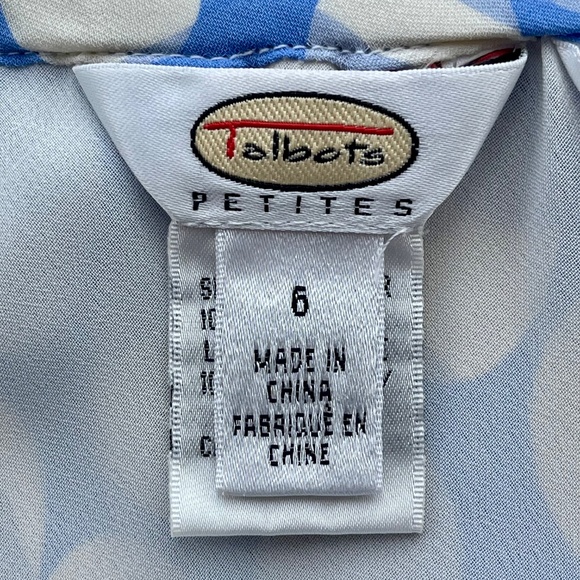 Talbots
PETITES
6
MADE IN
CHINA
FABRIQUÉ EN
CHINE